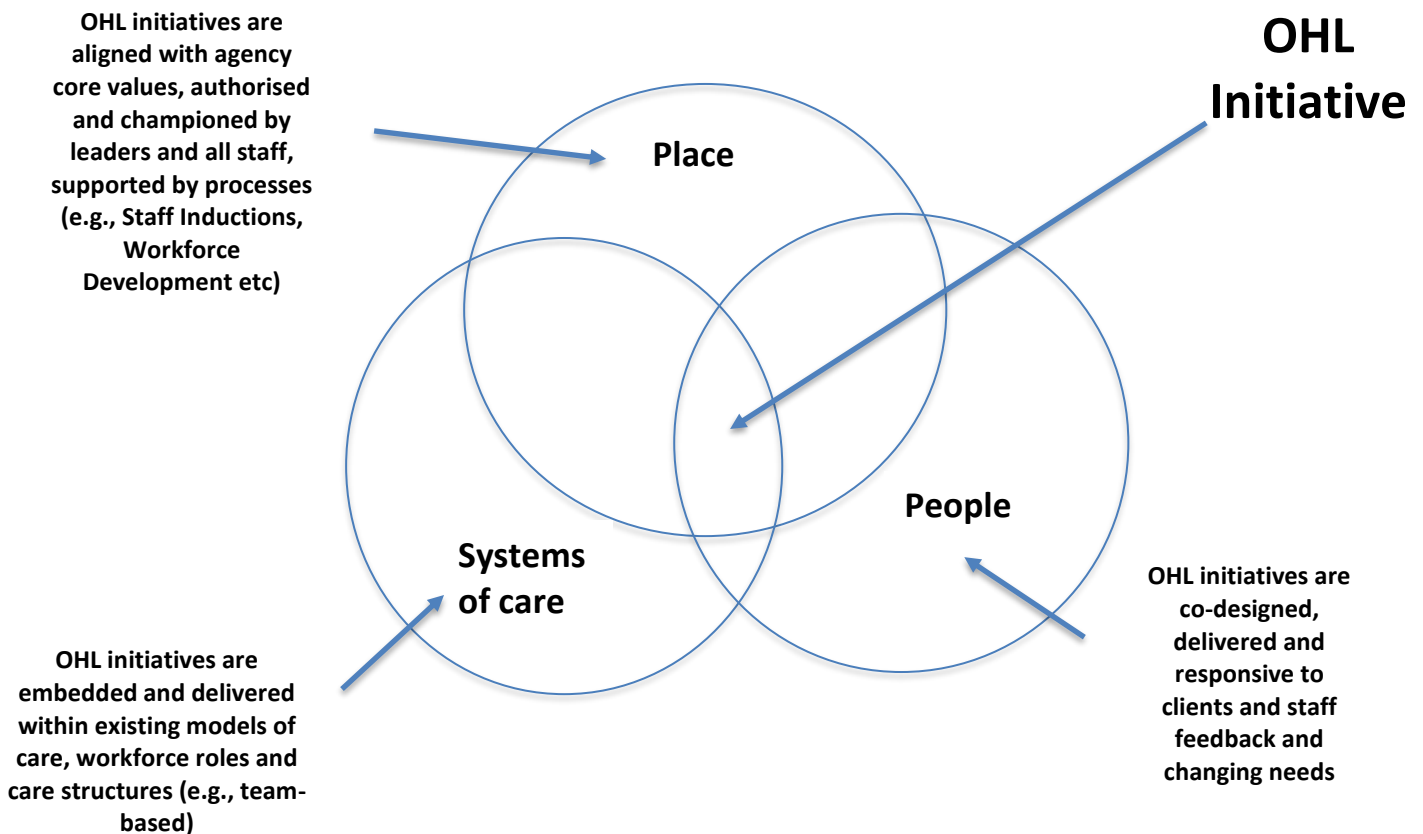 OHL initiatives are
aligned with agency
core values, authorised
and championed by
leaders and all staff,
supported by processes
(e.g., Staff Inductions,
Workforce
Development etc)
OHL
Initiative
Place
People
Systems
of care
OHL initiatives are
embedded and delivered
within existing models of
care, workforce roles and
care structures (e.g., team-
based)
OHL initiatives are
co-designed,
delivered and
responsive to
clients and staff
feedback and
changing needs